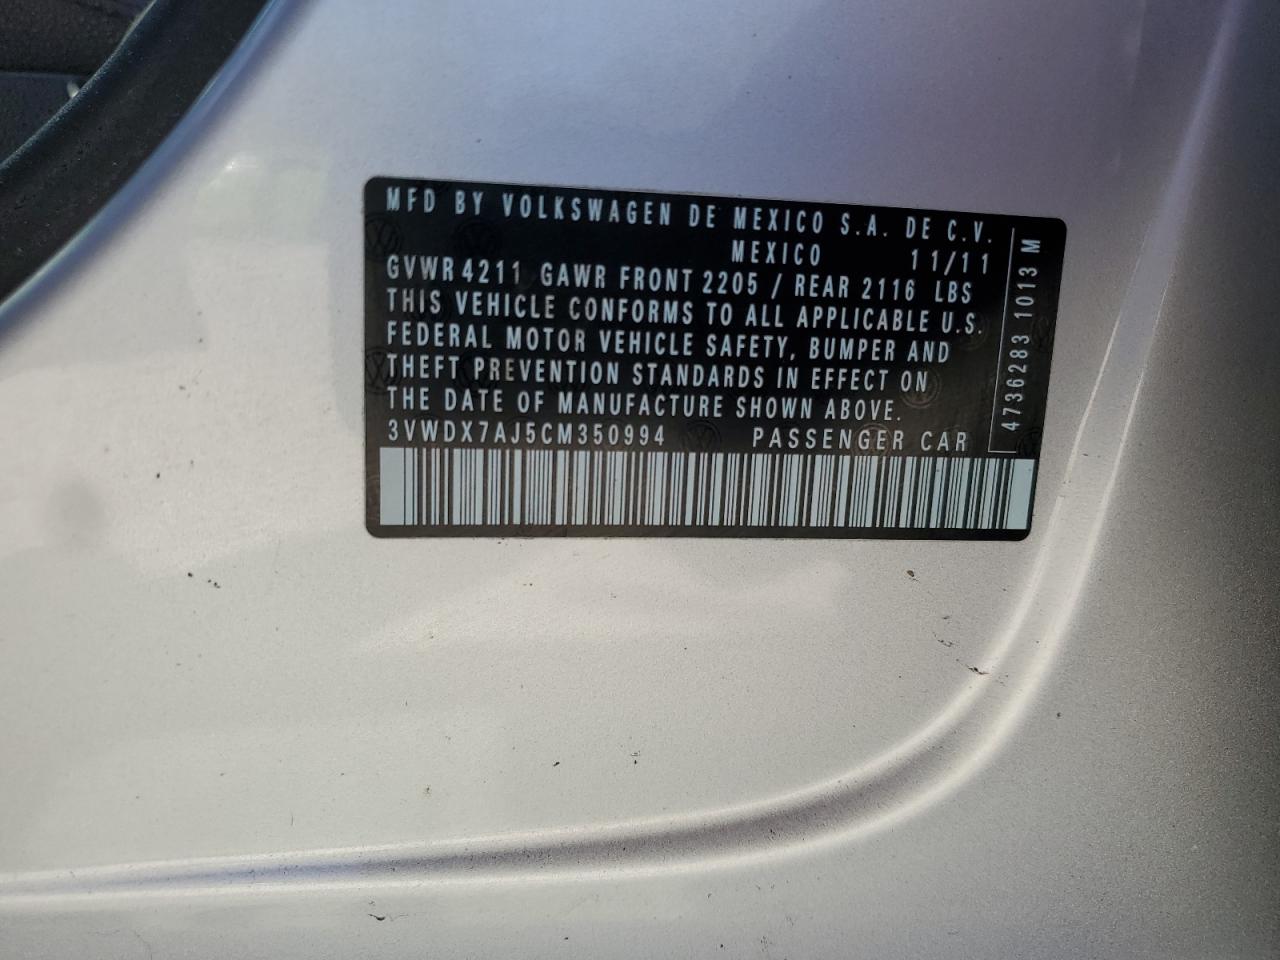 MFD BY VOLKSWAGEN DE MEXICO S.A. DE C.V.
MEXICO 11/11
GVWR 4211 GAWR FRONT 2205 / REAR 2116 LBS
THIS VEHICLE CONFORMS TO ALL APPLICABLE U.S.
FEDERAL MOTOR VEHICLE SAFETY, BUMPER AND
THEFT PREVENTION STANDARDS IN EFFECT ON
THE DATE OF MANUFACTURE SHOWN ABOVE.
3VWDX7AJ5CM350994 PASSENGER CAR
4736283 1013 M